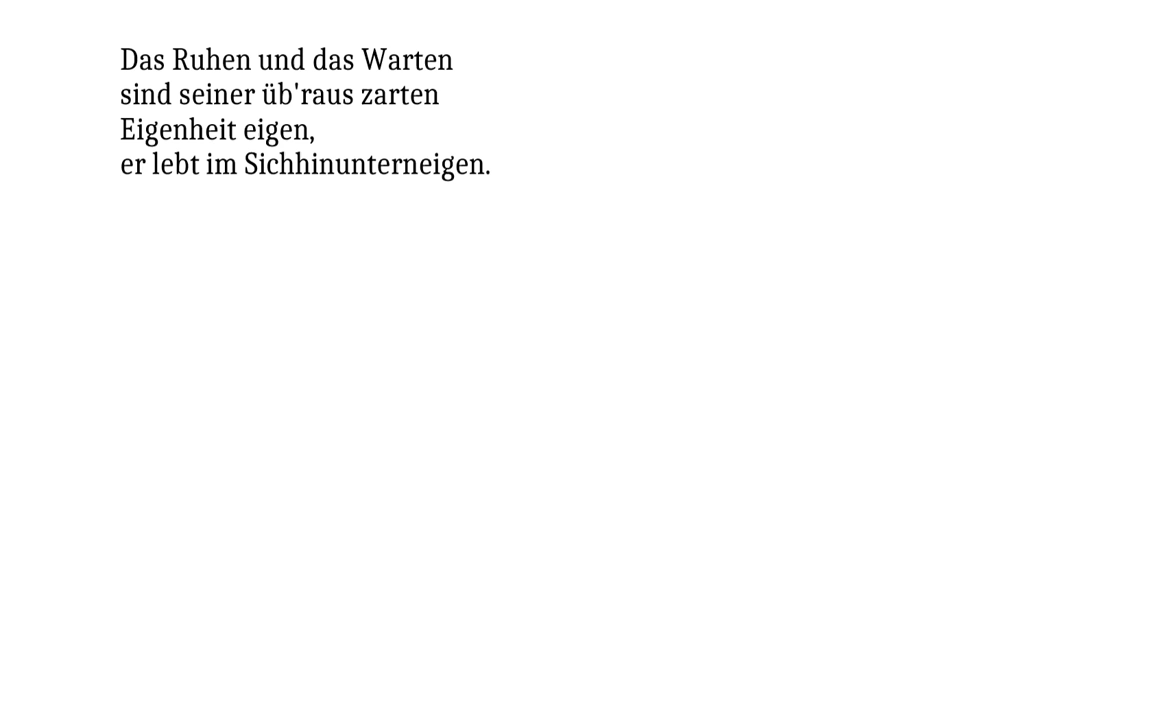 Das Ruhen und das Warten
sind seiner üb'raus zarten
Eigenheit eigen,
er lebt im Sichhinunterneigen.